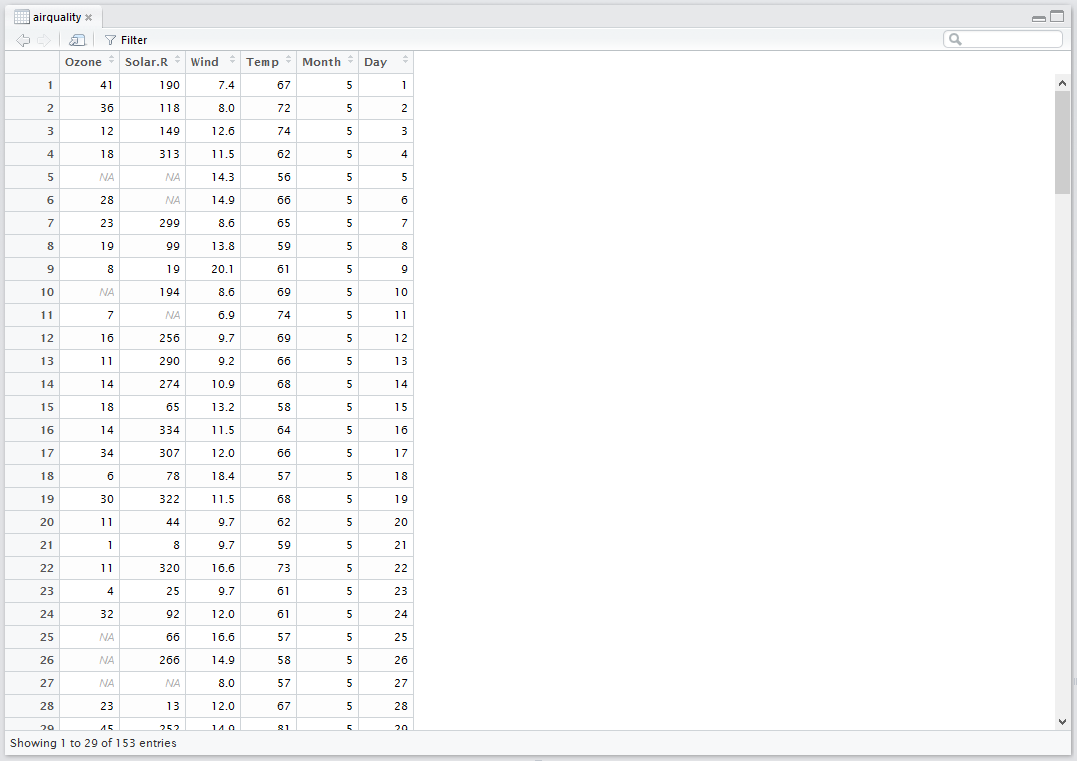 airquality
Filter
Ozone Solar.R Wind Temp Month Day
1 41 190 7.4 67 5 1
2 36 118 8.0 72 5 2
3 12 149 12.6 74 5 3
4 18 313 11.5 62 5 4
5 NA NA 14.3 56 5 5
6 28 NA 14.9 66 5 6
7 23 299 8.6 65 5 7
8 19 99 13.8 59 5 8
9 8 19 20.1 61 5 9
10 NA 194 8.6 69 5 10
11 7 NA 6.9 74 5 11
12 16 256 9.7 69 5 12
13 11 290 9.2 66 5 13
14 14 274 10.9 68 5 14
15 18 65 13.2 58 5 15
16 14 334 11.5 64 5 16
17 34 307 12.0 66 5 17
18 6 78 18.4 57 5 18
19 30 322 11.5 68 5 19
20 11 44 9.7 62 5 20
21 1 8 9.7 59 5 21
22 11 320 16.6 73 5 22
23 4 25 9.7 61 5 23
24 32 92 12.0 61 5 24
25 NA 66 16.6 57 5 25
26 NA 266 14.9 58 5 26
27 NA NA 8.0 57 5 27
28 23 13 12.0 67 5 28
29 45 252 14.9 81 5 29
Showing 1 to 29 of 153 entries